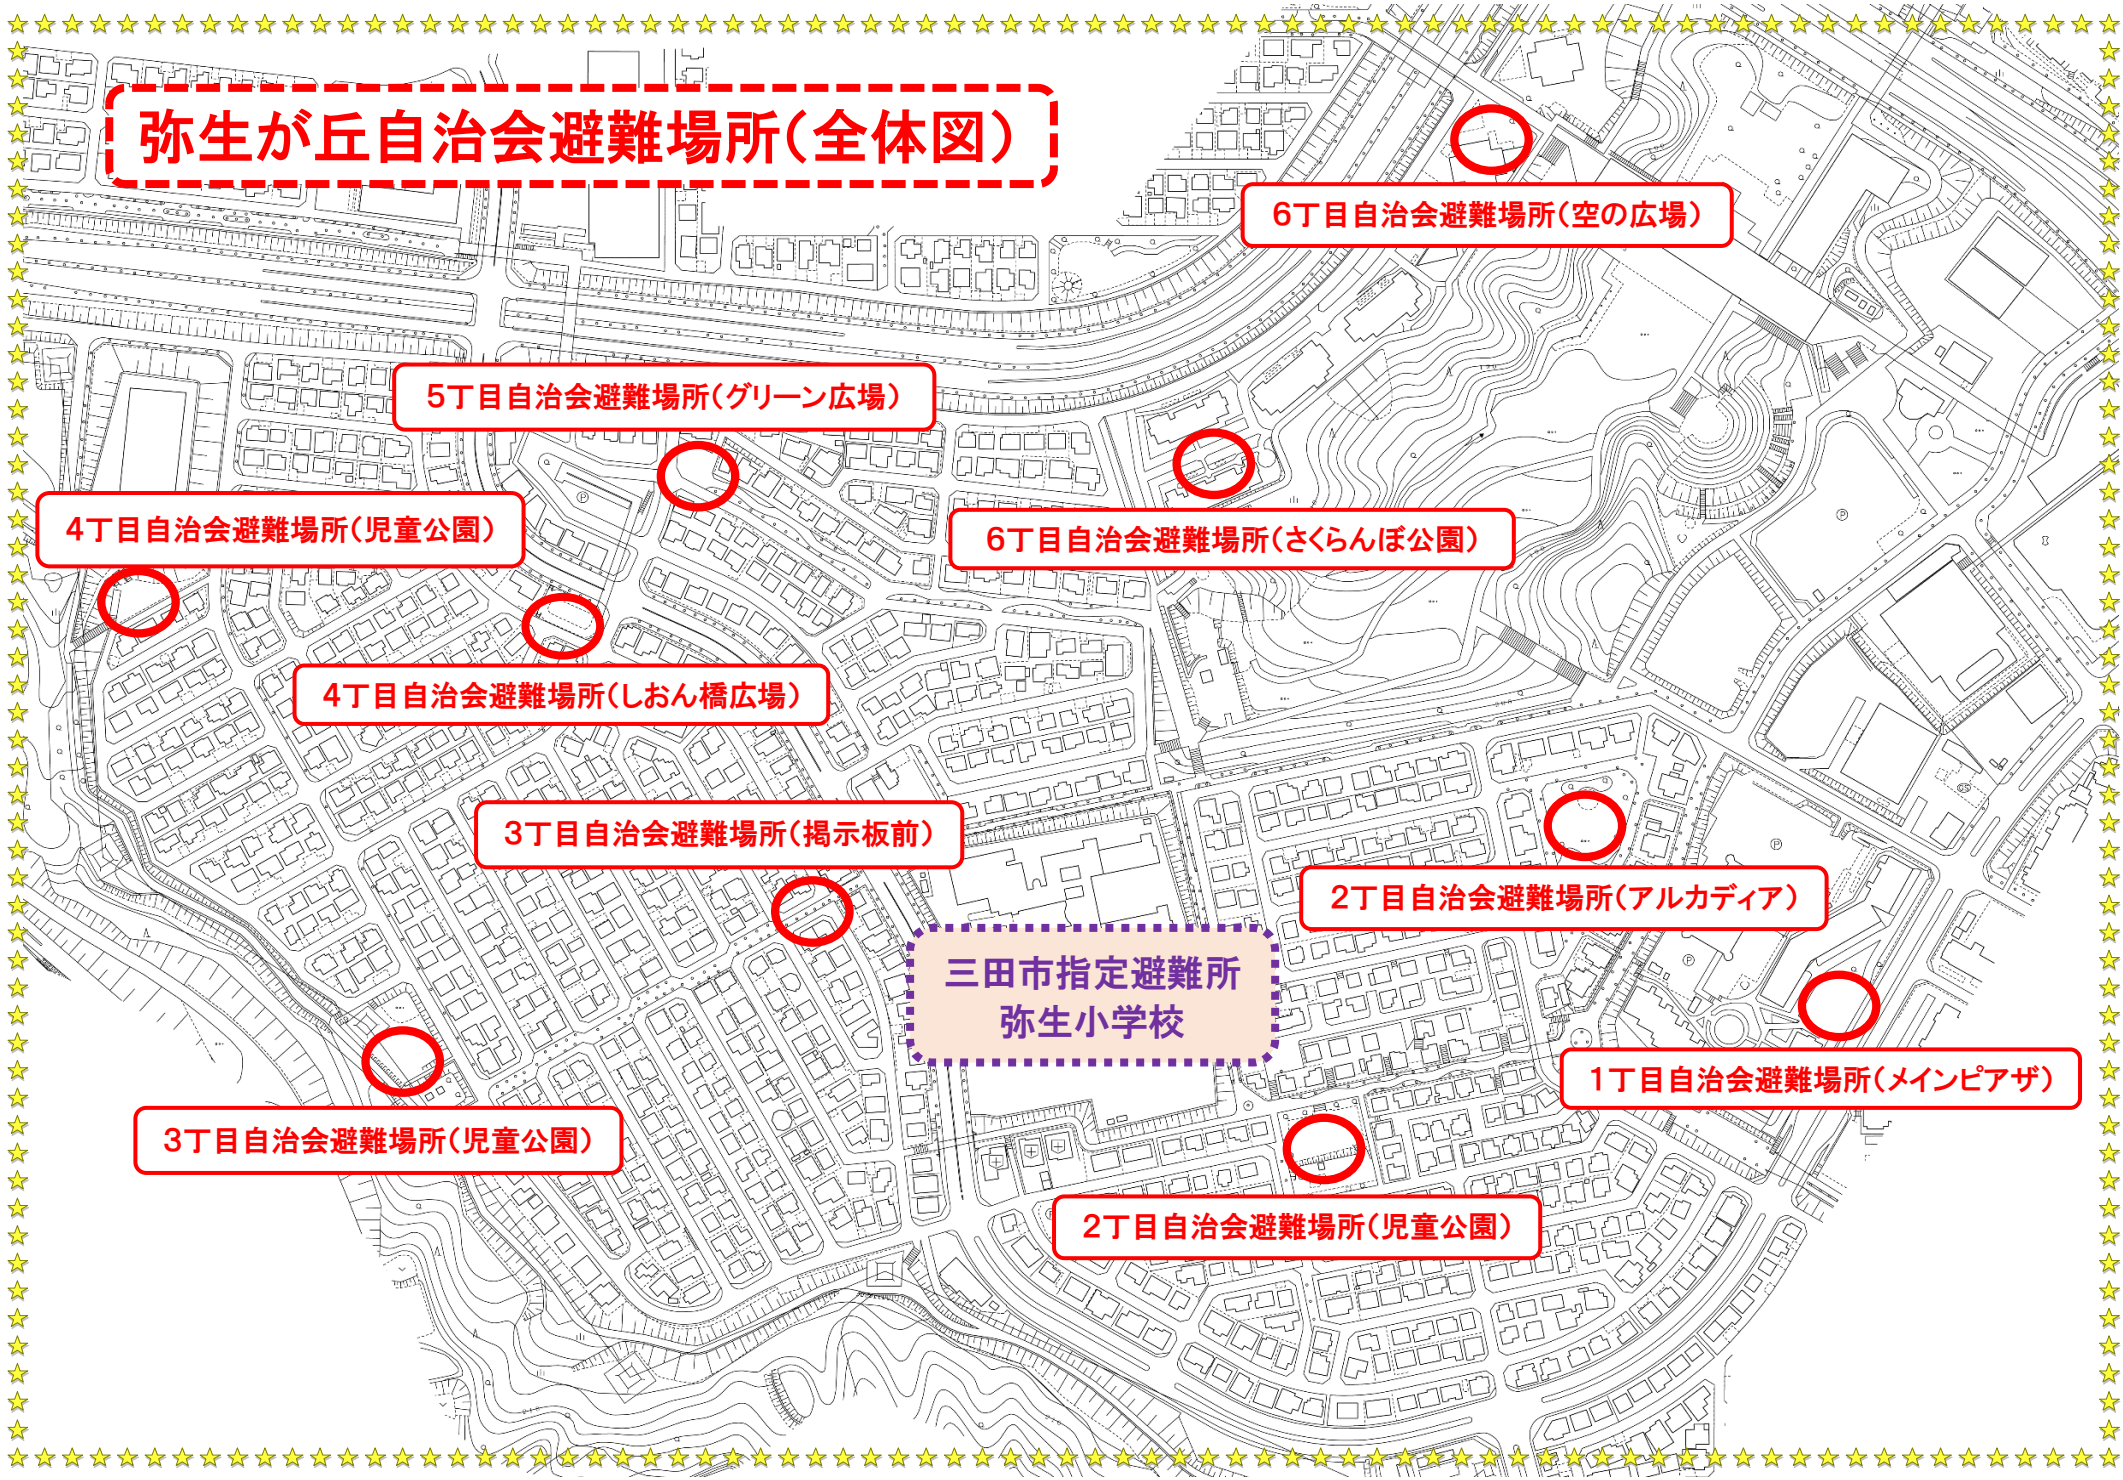 弥生が丘自治会避難場所(全体図)
6丁目自治会避難場所(空の広場)
5丁目自治会避難場所(グリーン広場)
4丁目自治会避難場所(児童公園)
6丁目自治会避難場所(さくらんぼ公園)
4丁目自治会避難場所(しおん橋広場)
3丁目自治会避難場所(掲示板前)
2丁目自治会避難場所(アルカディア)
三田市指定避難所
弥生小学校
1丁目自治会避難場所(メインピアザ)
3丁目自治会避難場所(児童公園)
2丁目自治会避難場所(児童公園)
P
P
P
P